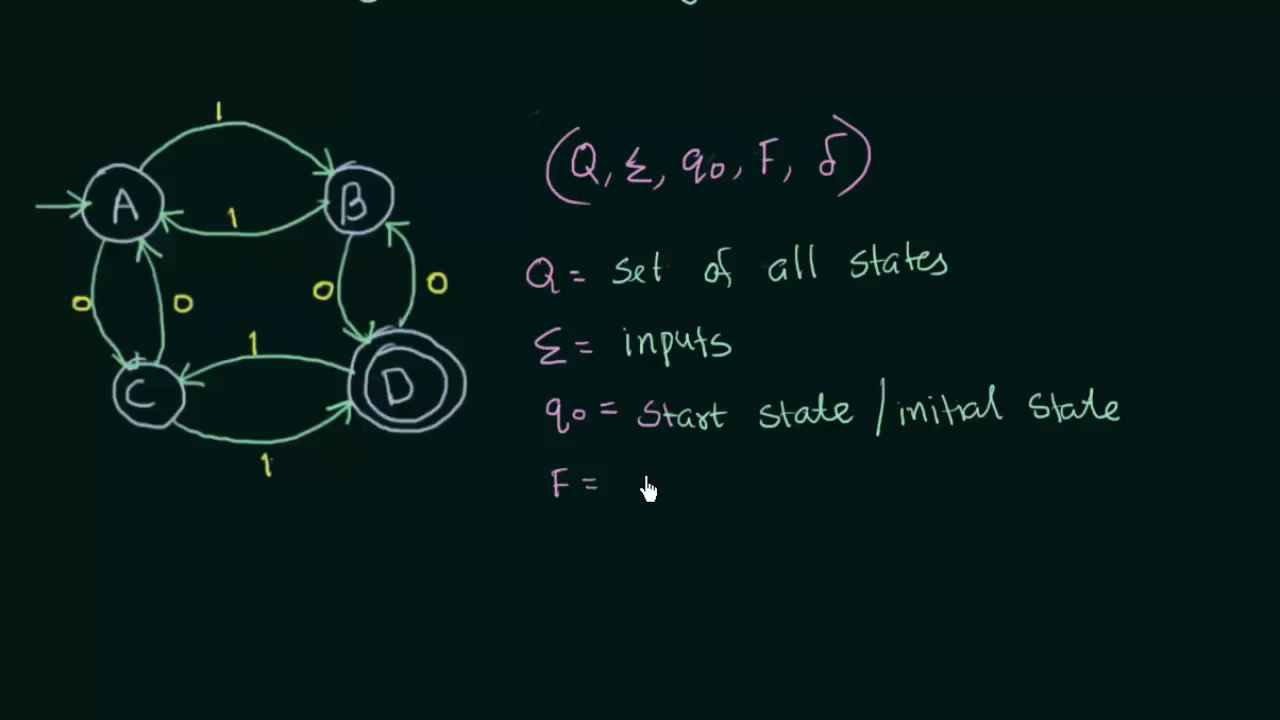 1
A
B
1
0
0
0
0
1
C
D
1
(Q, Σ, q0, F, δ)
Q = set of all states
Σ = inputs
q0 = start state / initial state
F =